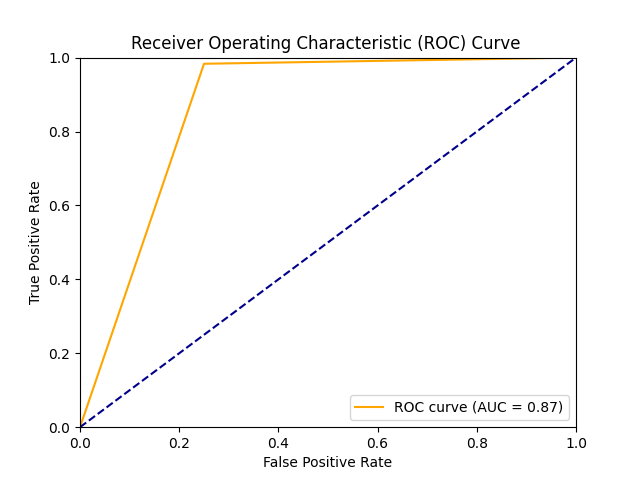 Receiver Operating Characteristic (ROC) Curve
1.0
0.8
0.6
0.4
0.2
0.0
True Positive Rate
ROC curve (AUC = 0.87)
0.0 0.2 0.4 0.6 0.8 1.0
False Positive Rate